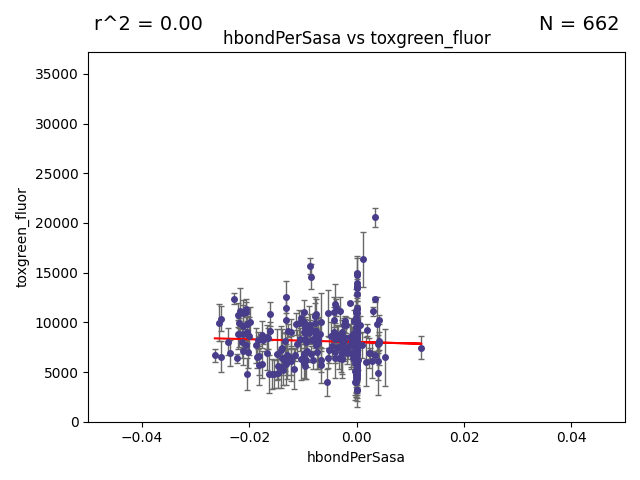 r^2 = 0.00
N = 662
hbondPerSasa vs toxgreen_fluor
35000
30000
25000
20000
15000
10000
5000
0
toxgreen_fluor
−0.04
−0.02
0.00
0.02
0.04
hbondPerSasa